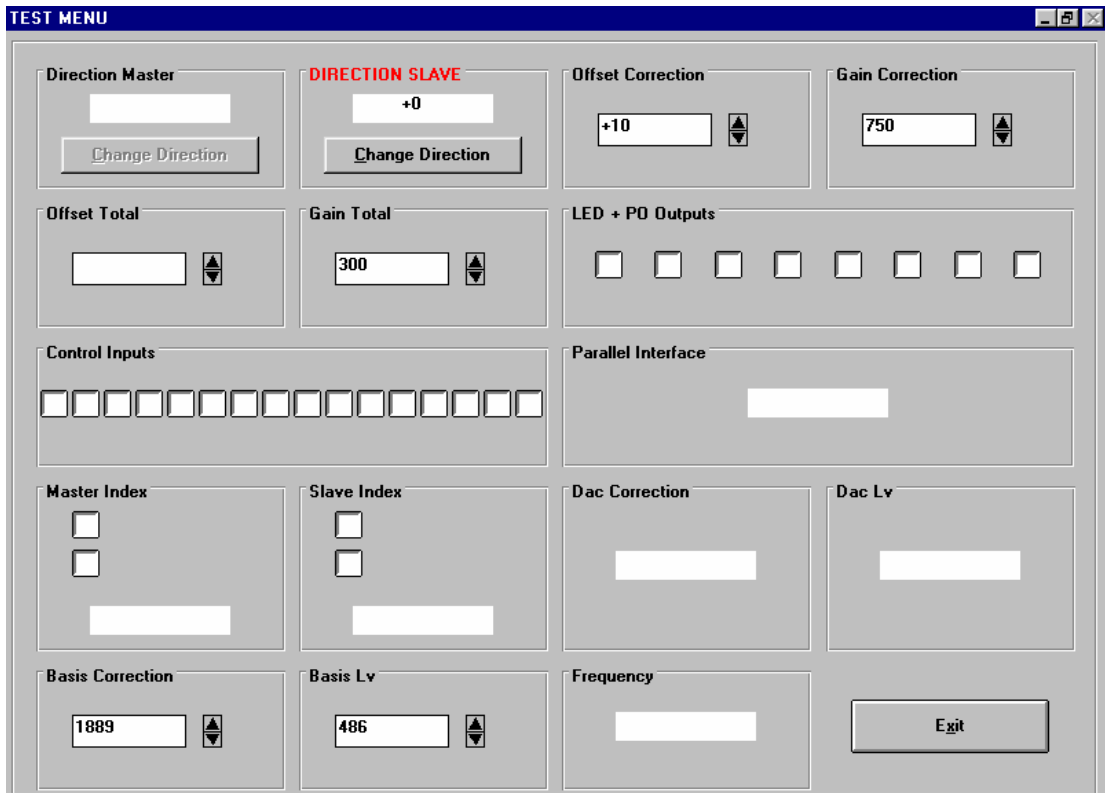 TEST MENU
Direction Master
DIRECTION SLAVE
Offset Correction
Gain Correction
+0
+10
750
Change Direction
Change Direction
Offset Total
Gain Total
LED + PO Outputs
300
Control Inputs
Parallel Interface
Master Index
Slave Index
Dac Correction
Dac Lv
Basis Correction
Basis Lv
Frequency
1889
486
Exit